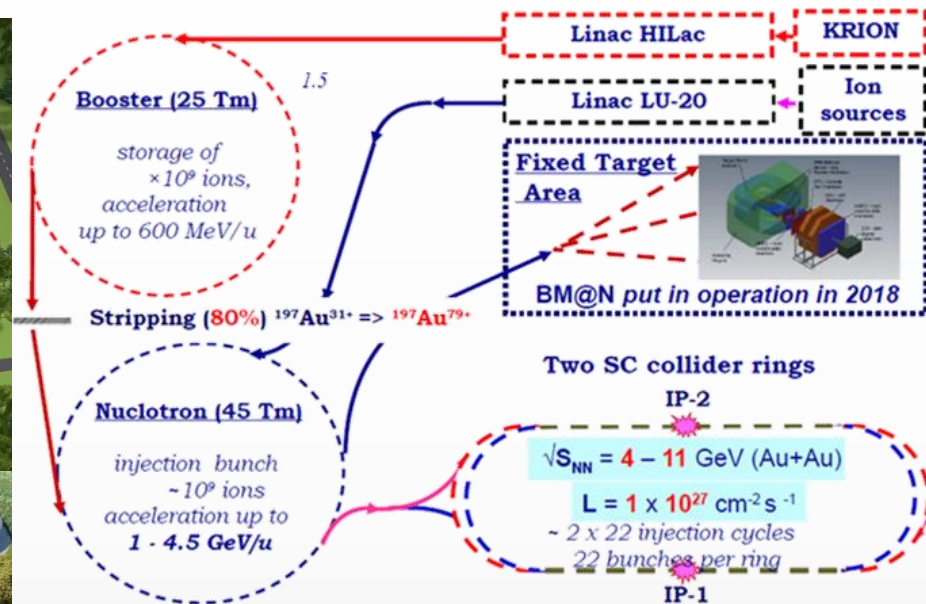 Linac HILac
KRION
Linac LU-20
Ion
sources
Booster (25 Tm)
1.5
storage of
×10⁹ ions,
acceleration
up to 600 MeV/u
Fixed Target
Area
BM@N put in operation in 2018
Stripping (80%) ¹⁹⁷Au³¹⁺ => ¹⁹⁷Au⁷⁹⁺
Nuclotron (45 Tm)
injection bunch
~10⁹ ions
acceleration up to
1 - 4.5 GeV/u
Two SC collider rings
IP-2
√S_NN = 4 – 11 GeV (Au+Au)
L = 1 x 10²⁷ cm⁻² s⁻¹
~ 2 x 22 injection cycles
22 bunches per ring
IP-1